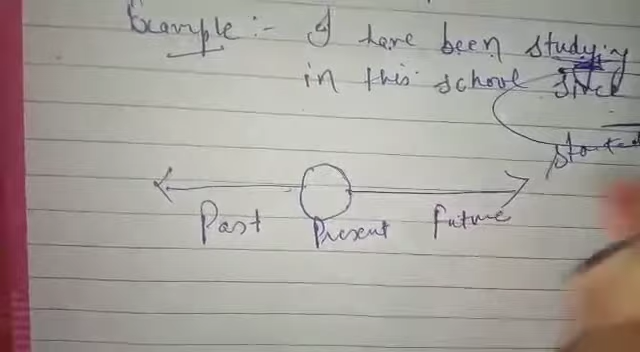 Example :- I have been studying
in this school since
started
Past Present Future